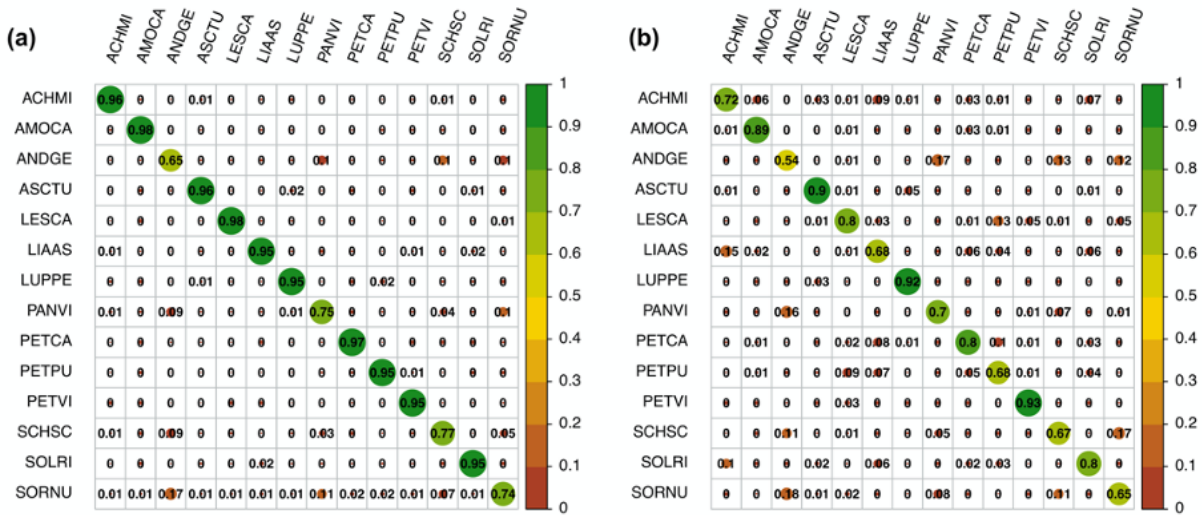 (a)
ACHMI AMOCA ANDGE ASCTU LESCA LIAAS LUPPE PANVI PETCA PETPU PETVI SCHSC SOLRI SORNU
ACHMI 0.96 0 0 0.01 0 0 0 0 0 0 0 0.01 0 0
AMOCA 0 0.98 0 0 0 0 0 0 0 0 0 0 0 0
ANDGE 0 0 0.65 0 0 0 0 0.1 0 0 0 0.1 0 0.1
ASCTU 0 0 0 0.96 0 0 0.02 0 0 0 0 0 0.01 0
LESCA 0 0 0 0 0.98 0 0 0 0 0 0 0 0 0.01
LIAAS 0.01 0 0 0 0 0.95 0 0 0 0 0.01 0 0.02 0
LUPPE 0 0 0 0.01 0 0 0.95 0 0 0.02 0 0 0 0
PANVI 0.01 0 0.09 0 0 0 0.01 0.75 0 0 0 0.04 0 0.1
PETCA 0 0 0 0 0 0 0 0 0.97 0 0 0 0 0
PETPU 0 0 0 0 0 0 0 0 0 0.95 0.01 0 0 0
PETVI 0 0 0 0 0 0 0 0 0 0 0.95 0 0 0
SCHSC 0.01 0 0.09 0 0 0 0 0.03 0 0 0 0.77 0 0.05
SOLRI 0 0 0 0 0 0.02 0 0 0 0 0 0 0.95 0
SORNU 0.01 0.01 0.17 0.01 0.01 0.01 0.01 0.11 0.02 0.02 0.01 0.07 0.01 0.74
1
0.9
0.8
0.7
0.6
0.5
0.4
0.3
0.2
0.1
0
(b)
ACHMI AMOCA ANDGE ASCTU LESCA LIAAS LUPPE PANVI PETCA PETPU PETVI SCHSC SOLRI SORNU
ACHMI 0.72 0.06 0 0.03 0.01 0.09 0.01 0 0.03 0.01 0 0 0.07 0
AMOCA 0.01 0.89 0 0 0.01 0 0 0 0.03 0.01 0 0 0 0
ANDGE 0 0 0.54 0 0.01 0 0 0.17 0 0 0 0.13 0 0.12
ASCTU 0.01 0 0 0.9 0.01 0 0.05 0 0 0 0 0 0.01 0
LESCA 0 0 0 0.01 0.8 0.03 0 0 0.01 0.13 0.05 0.01 0 0.05
LIAAS 0.15 0.02 0 0 0.01 0.68 0 0 0.06 0.04 0 0 0.06 0
LUPPE 0 0 0 0.03 0 0 0.92 0 0 0 0 0 0 0
PANVI 0 0 0.16 0 0 0 0 0.7 0 0 0.01 0.07 0 0.01
PETCA 0 0.01 0 0 0.02 0.08 0.01 0 0.8 0.1 0.01 0 0.03 0
PETPU 0 0.01 0 0 0.09 0.07 0 0 0.05 0.68 0.01 0 0.04 0
PETVI 0 0 0 0 0.03 0 0 0 0 0 0.93 0 0 0
SCHSC 0 0 0.11 0 0.01 0 0 0.05 0 0 0 0.67 0 0.17
SOLRI 0.1 0 0 0.02 0 0.06 0 0 0.02 0.03 0 0 0.8 0
SORNU 0 0 0.18 0.01 0.02 0 0 0.08 0 0 0 0.11 0 0.65
1
0.9
0.8
0.7
0.6
0.5
0.4
0.3
0.2
0.1
0